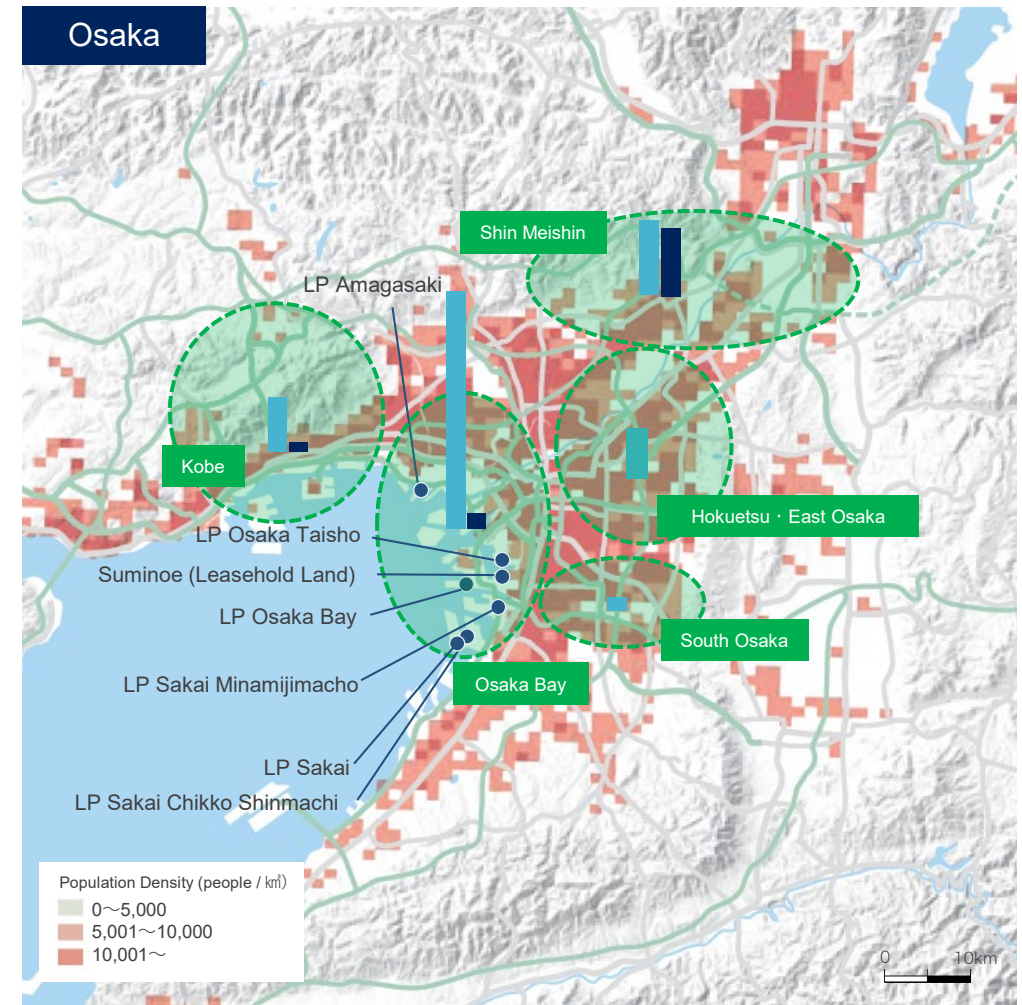 Osaka
Shin Meishin
LP Amagasaki
Kobe
Hokuetsu・East Osaka
LP Osaka Taisho
Suminoe (Leasehold Land)
LP Osaka Bay
South Osaka
LP Sakai Minamijimacho
Osaka Bay
LP Sakai
LP Sakai Chikko Shinmachi
Population Density (people / ㎢)
0～5,000
5,001～10,000
10,001～
0 10km